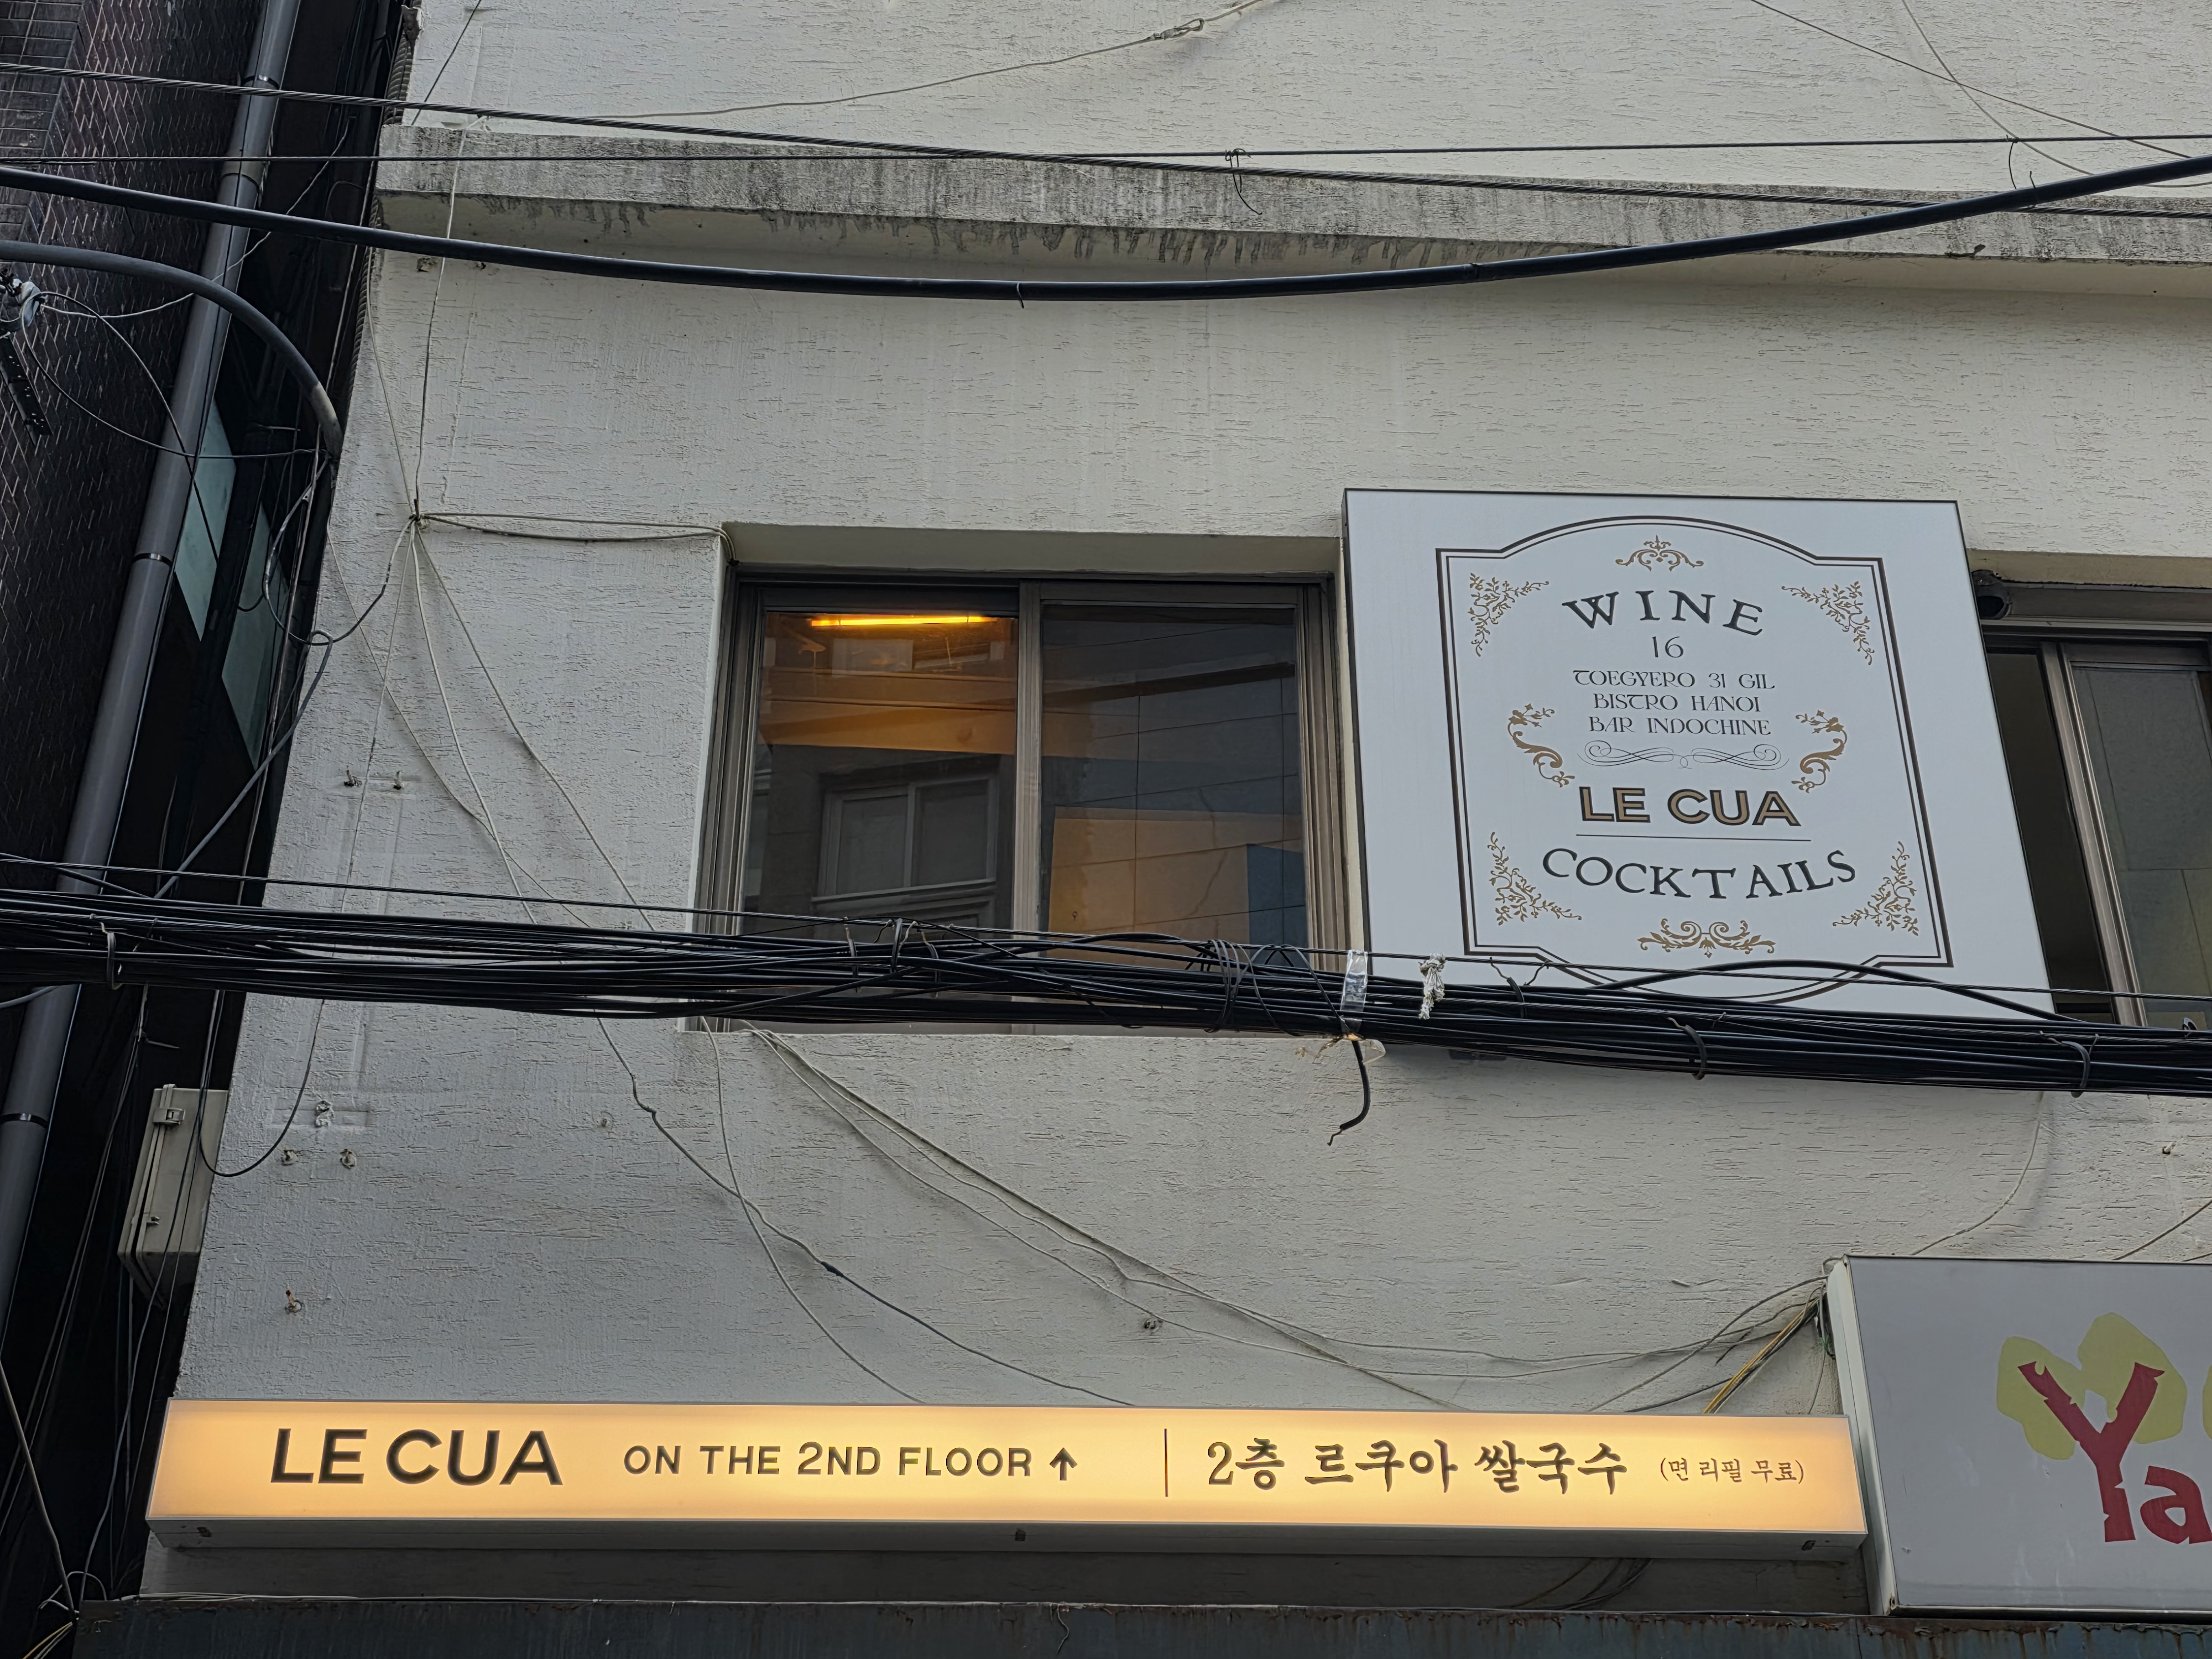 WINE
16
TOEGYERO 31 GIL
BISTRO HANOI
BAR INDOCHINE
LE CUA
COCKTAILS
LE CUA ON THE 2ND FLOOR ↑ | 2층 르쿠아 쌀국수 (면 리필 무료)
Ya